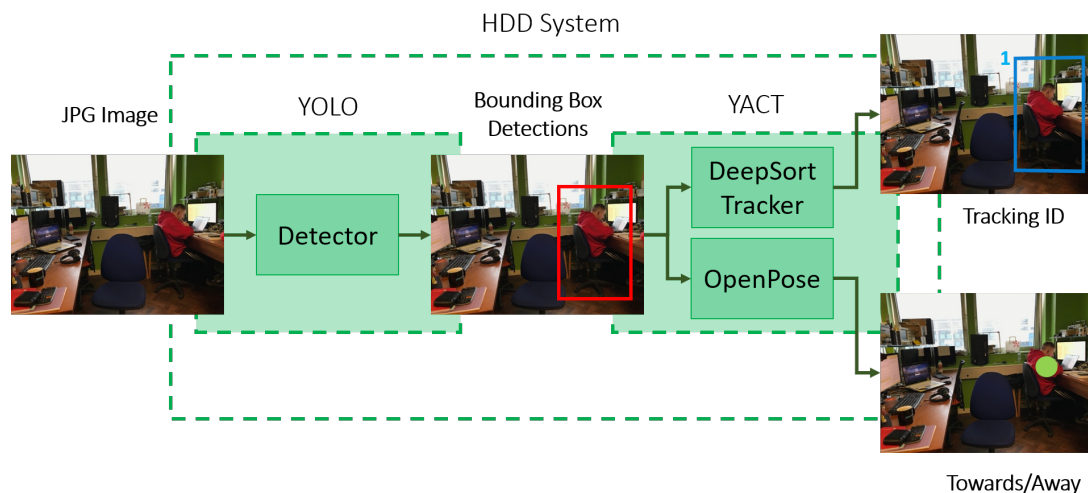 HDD System
JPG Image
YOLO
Bounding Box
Detections
YACT
1
Detector
DeepSort
Tracker
OpenPose
Tracking ID
Towards/Away